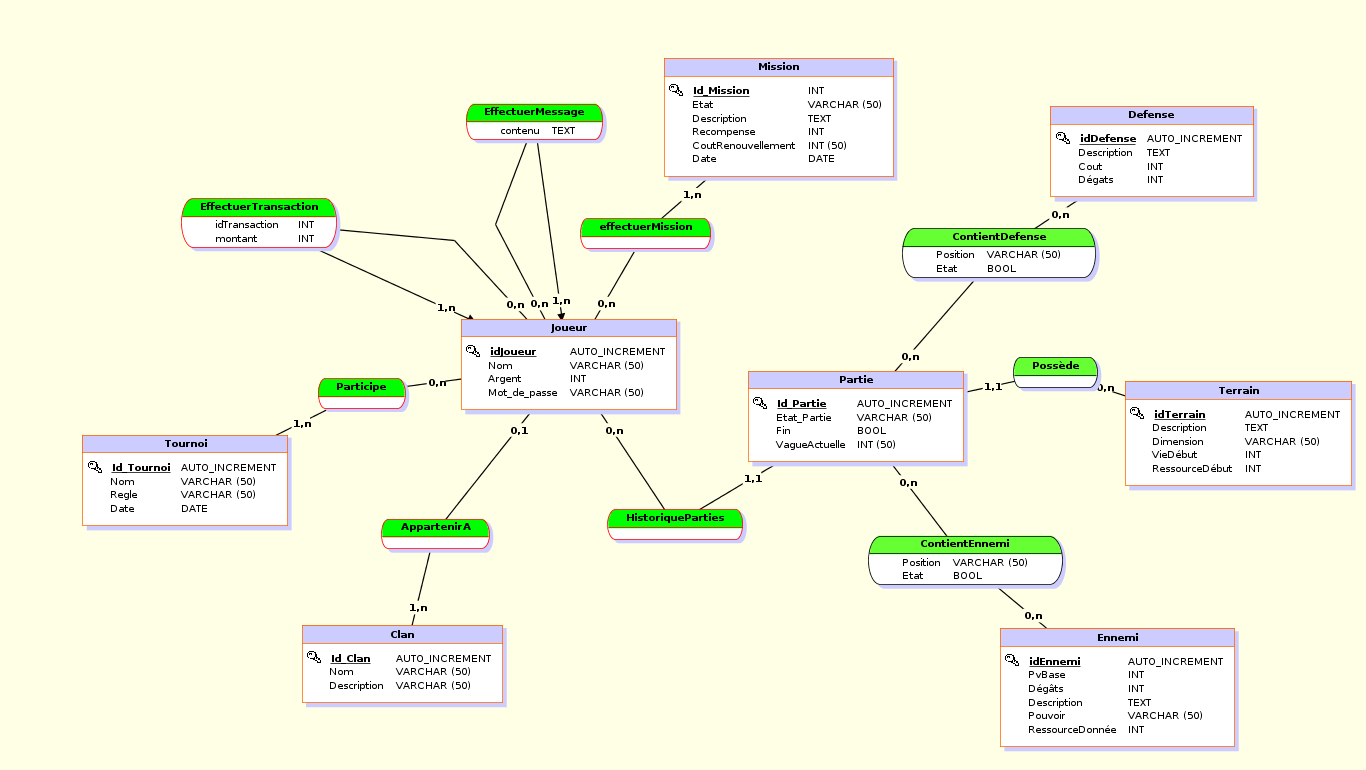 Mission
Id_Mission INT
Etat VARCHAR (50)
Description TEXT
Recompense INT
CoutRenouvellement INT (50)
Date DATE
EffectuerMessage
contenu TEXT
Defense
idDefense AUTO_INCREMENT
Description TEXT
Cout INT
Dégats INT
1,n
EffectuerTransaction
idTransaction INT
montant INT
0,n
effectuerMission
ContientDefense
Position VARCHAR (50)
Etat BOOL
1,n
0,n
0,n
1,n
0,n
Joueur
idJoueur AUTO_INCREMENT
Nom VARCHAR (50)
Argent INT
Mot_de_passe VARCHAR (50)
0,n
Possède
Participe
0,n
Partie
Id_Partie AUTO_INCREMENT
Etat_Partie VARCHAR (50)
Fin BOOL
VagueActuelle INT (50)
1,1
0,n
Terrain
idTerrain AUTO_INCREMENT
Description TEXT
Dimension VARCHAR (50)
VieDébut INT
RessourceDébut INT
1,n
0,1
0,n
Tournoi
Id_Tournoi AUTO_INCREMENT
Nom VARCHAR (50)
Regle VARCHAR (50)
Date DATE
1,1
0,n
HistoriqueParties
AppartenirA
ContientEnnemi
Position VARCHAR (50)
Etat BOOL
1,n
0,n
Clan
Id_Clan AUTO_INCREMENT
Nom VARCHAR (50)
Description VARCHAR (50)
Ennemi
idEnnemi AUTO_INCREMENT
PvBase INT
Dégâts INT
Description TEXT
Pouvoir VARCHAR (50)
RessourceDonnée INT